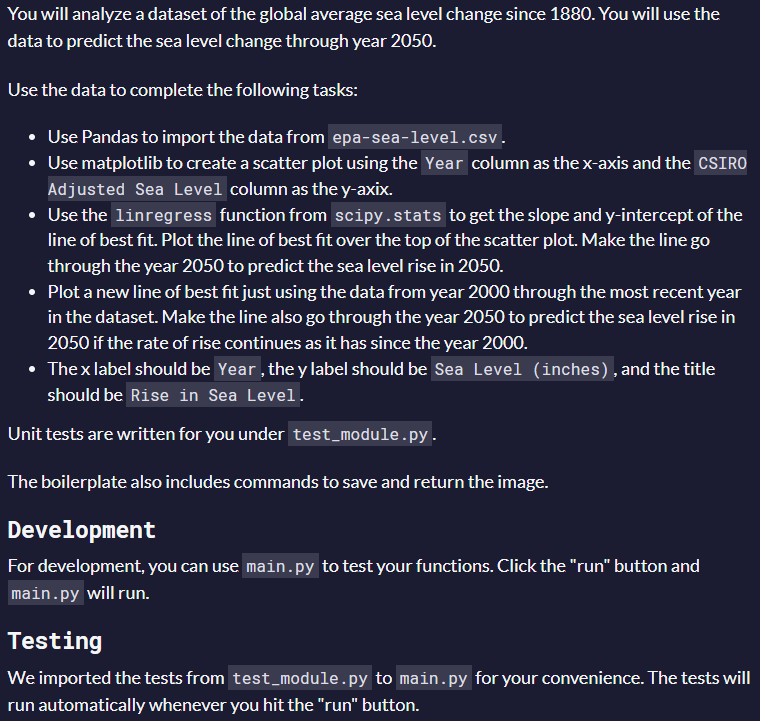 You will analyze a dataset of the global average sea level change since 1880. You will use the
data to predict the sea level change through year 2050.
Use the data to complete the following tasks:
• Use Pandas to import the data from epa-sea-level.csv.
• Use matplotlib to create a scatter plot using the Year column as the x-axis and the CSIRO
Adjusted Sea Level column as the y-axix.
• Use the linregress function from scipy.stats to get the slope and y-intercept of the
line of best fit. Plot the line of best fit over the top of the scatter plot. Make the line go
through the year 2050 to predict the sea level rise in 2050.
• Plot a new line of best fit just using the data from year 2000 through the most recent year
in the dataset. Make the line also go through the year 2050 to predict the sea level rise in
2050 if the rate of rise continues as it has since the year 2000.
• The x label should be Year, the y label should be Sea Level (inches), and the title
should be Rise in Sea Level.
Unit tests are written for you under test_module.py.
The boilerplate also includes commands to save and return the image.
Development
For development, you can use main.py to test your functions. Click the "run" button and
main.py will run.
Testing
We imported the tests from test_module.py to main.py for your convenience. The tests will
run automatically whenever you hit the "run" button.